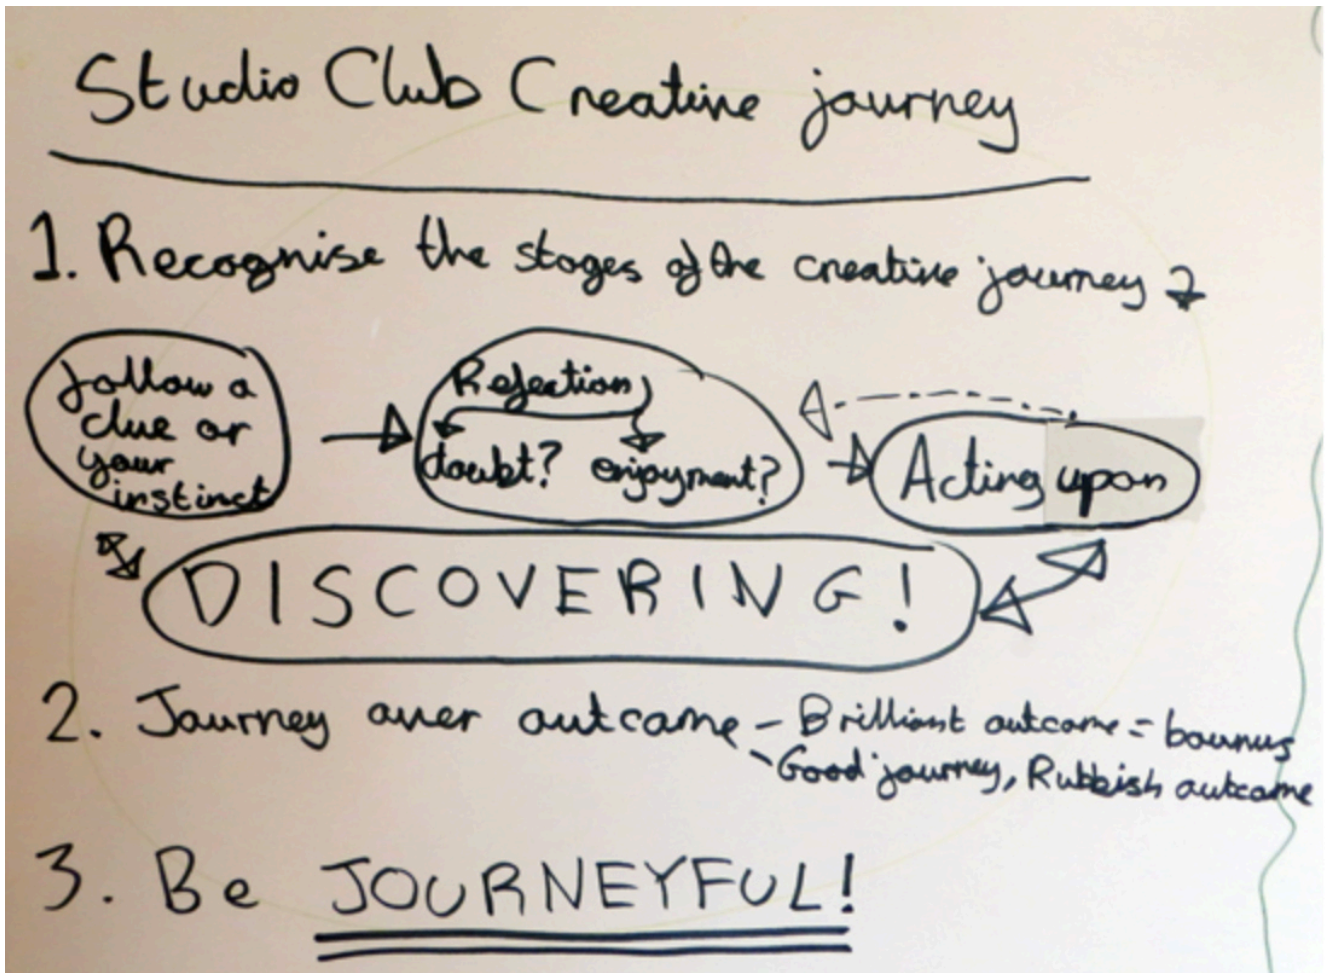 Studio Club Creative journey
1. Recognise the stages of the creative journey
follow a
clue or
your
instinct
Rejection
doubt? enjoyment?
Acting upon
DISCOVERING!
2. Journey over outcome - Brilliant outcome = bounus
- Good journey, Rubbish outcome
3. Be JOURNEYFUL!